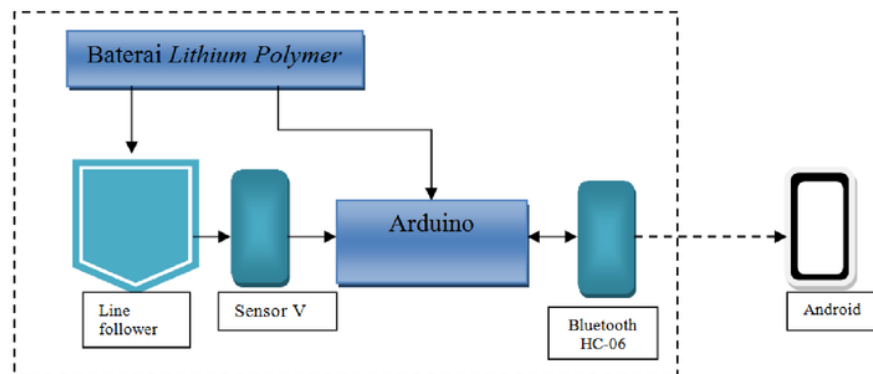 Baterai Lithium Polymer
Arduino
Line
follower
Sensor V
Bluetooth
HC-06
Android